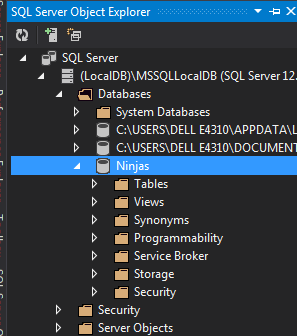 SQL Server Object Explorer
SQL Server
(LocalDB)\MSSQLLocalDB (SQL Server 12.
Databases
System Databases
C:\USERS\DELL E4310\APPDATA\L
C:\USERS\DELL E4310\DOCUMENT
Ninjas
Tables
Views
Synonyms
Programmability
Service Broker
Storage
Security
Security
Server Objects